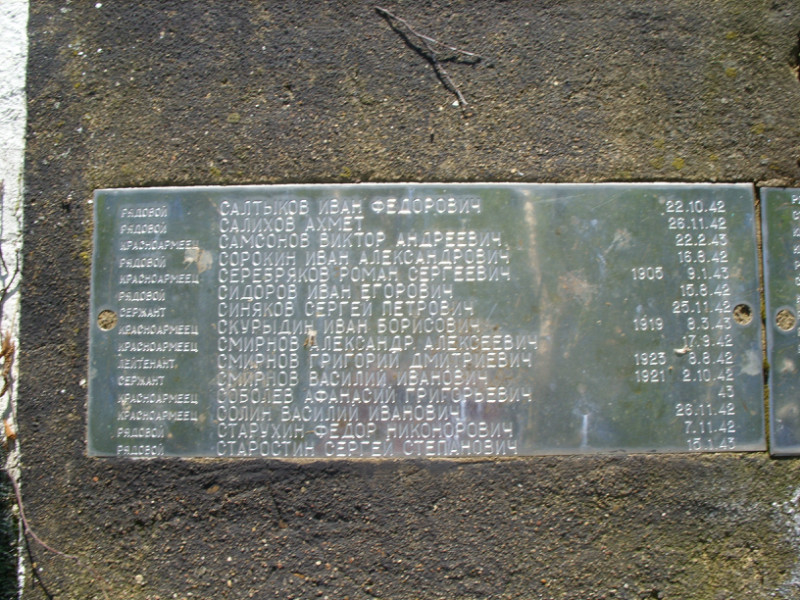 РЯДОВОЙ САЛТЫКОВ ИВАН ФЕДОРОВИЧ 22.10.42
РЯДОВОЙ САЛИХОВ АХМЕТ 26.11.42
КРАСНОАРМЕЕЦ САМСОНОВ ВИКТОР АНДРЕЕВИЧ 22.2.43
РЯДОВОЙ СОРОКИН ИВАН АЛЕКСАНДРОВИЧ 16.8.42
КРАСНОАРМЕЕЦ СЕРЕБРЯКОВ РОМАН СЕРГЕЕВИЧ 1905 9.1.43
РЯДОВОЙ СИДОРОВ ИВАН ЕГОРОВИЧ 15.8.42
СЕРЖАНТ СИНЯКОВ СЕРГЕЙ ПЕТРОВИЧ 25.11.42
КРАСНОАРМЕЕЦ СКУРЫДИН ИВАН БОРИСОВИЧ 1919 8.3.43
КРАСНОАРМЕЕЦ СМИРНОВ АЛЕКСАНДР АЛЕКСЕЕВИЧ 17.9.42
ЛЕЙТЕНАНТ СМИРНОВ ГРИГОРИЙ ДМИТРИЕВИЧ 1923 8.8.42
СЕРЖАНТ СМИРНОВ ВАСИЛИЙ ИВАНОВИЧ 1921 2.10.42
КРАСНОАРМЕЕЦ СОБОЛЕВ АФАНАСИЙ ГРИГОРЬЕВИЧ 43
КРАСНОАРМЕЕЦ СОЛИН ВАСИЛИЙ ИВАНОВИЧ 26.11.42
РЯДОВОЙ СТАРУХИН ФЕДОР НИКОНОРОВИЧ 7.11.42
РЯДОВОЙ СТАРОСТИН СЕРГЕЙ СТЕПАНОВИЧ 15.1.43